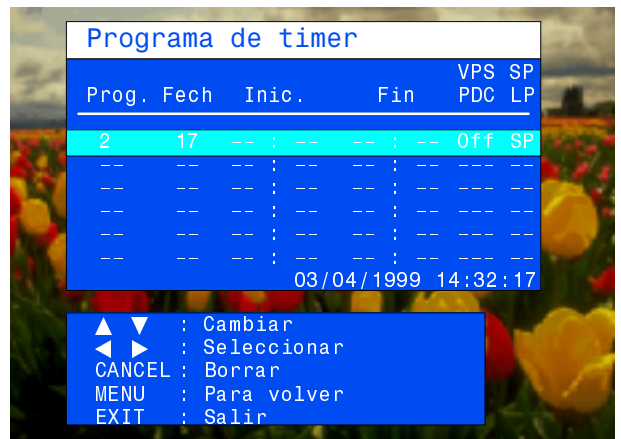 Programa de timer
VPS SP
Prog. Fech Inic. Fin PDC LP
2 17 -- : -- -- : -- Off SP
-- -- -- : -- -- : -- --- --
-- -- -- : -- -- : -- --- --
-- -- -- : -- -- : -- --- --
-- -- -- : -- -- : -- --- --
-- -- -- : -- -- : -- --- --
03/04/1999 14:32:17
▲ ▼ : Cambiar
◀ ▶ : Seleccionar
CANCEL : Borrar
MENU : Para volver
EXIT : Salir